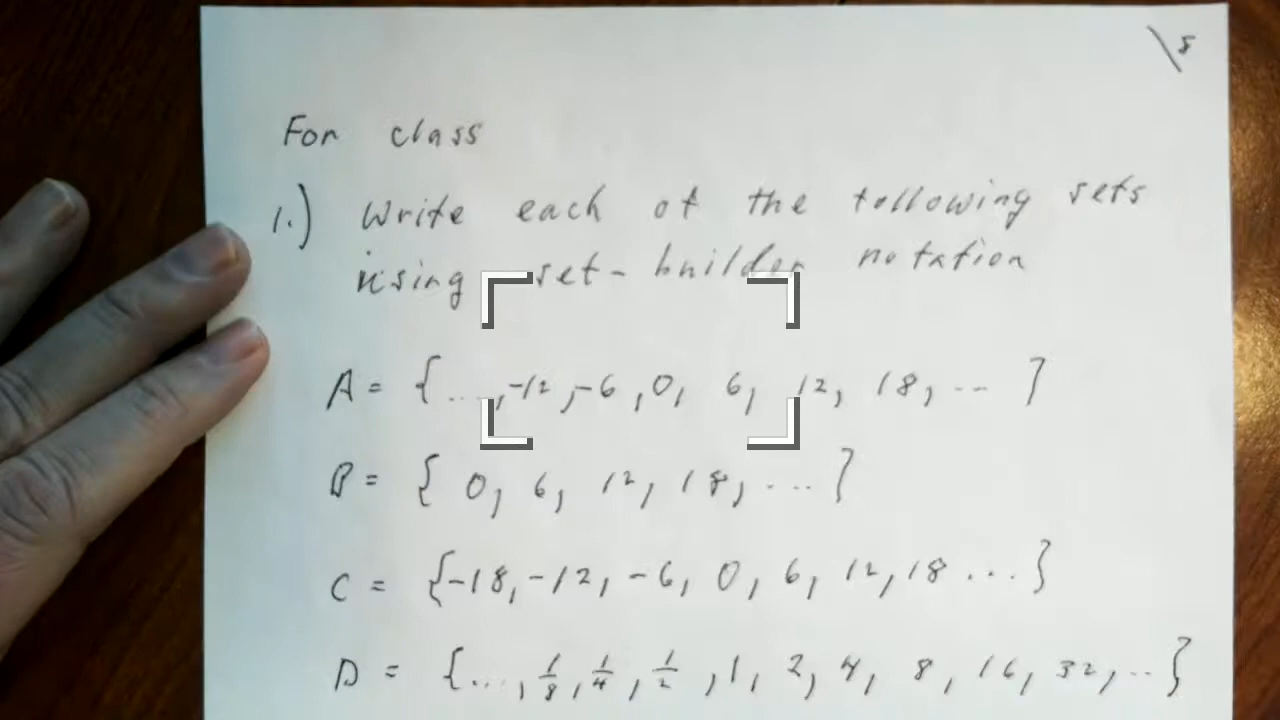 \8
For class
1.) Write each of the following sets
using set-builder notation
A = {..., -12, -6, 0, 6, 12, 18, ... }
B = { 0, 6, 12, 18, ... }
C = {-18, -12, -6, 0, 6, 12, 18 ... }
D = {..., 1/8, 1/4, 1/2, 1, 2, 4, 8, 16, 32, ... }